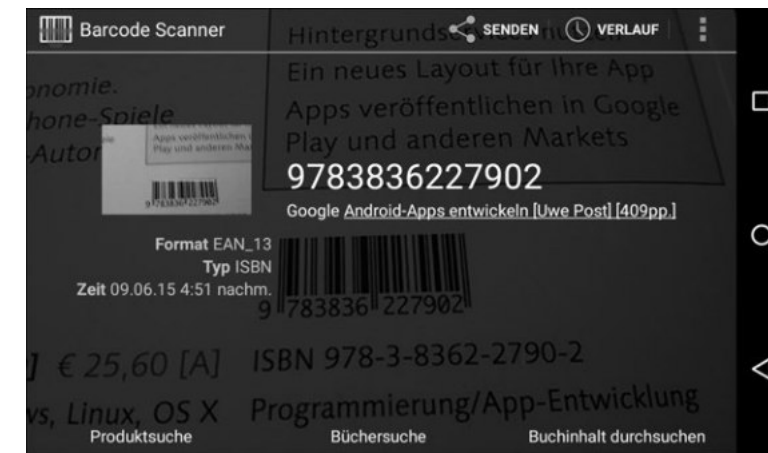 Barcode Scanner
SENDEN
VERLAUF
Hintergrundservices nutzen
Ein neues Layout für Ihre App
Apps veröffentlichen in Google
Play und anderen Markets
onomie.
hone-Spiele
-Autor
9783836227902
Google Android-Apps entwickeln [Uwe Post] [409pp.]
Format EAN_13
Typ ISBN
Zeit 09.06.15 4:51 nachm.
9 783836 227902
€ 25,60 [A]
ISBN 978-3-8362-2790-2
ws, Linux, OS X
Programmierung/App-Entwicklung
Produktsuche
Büchersuche
Buchinhalt durchsuchen